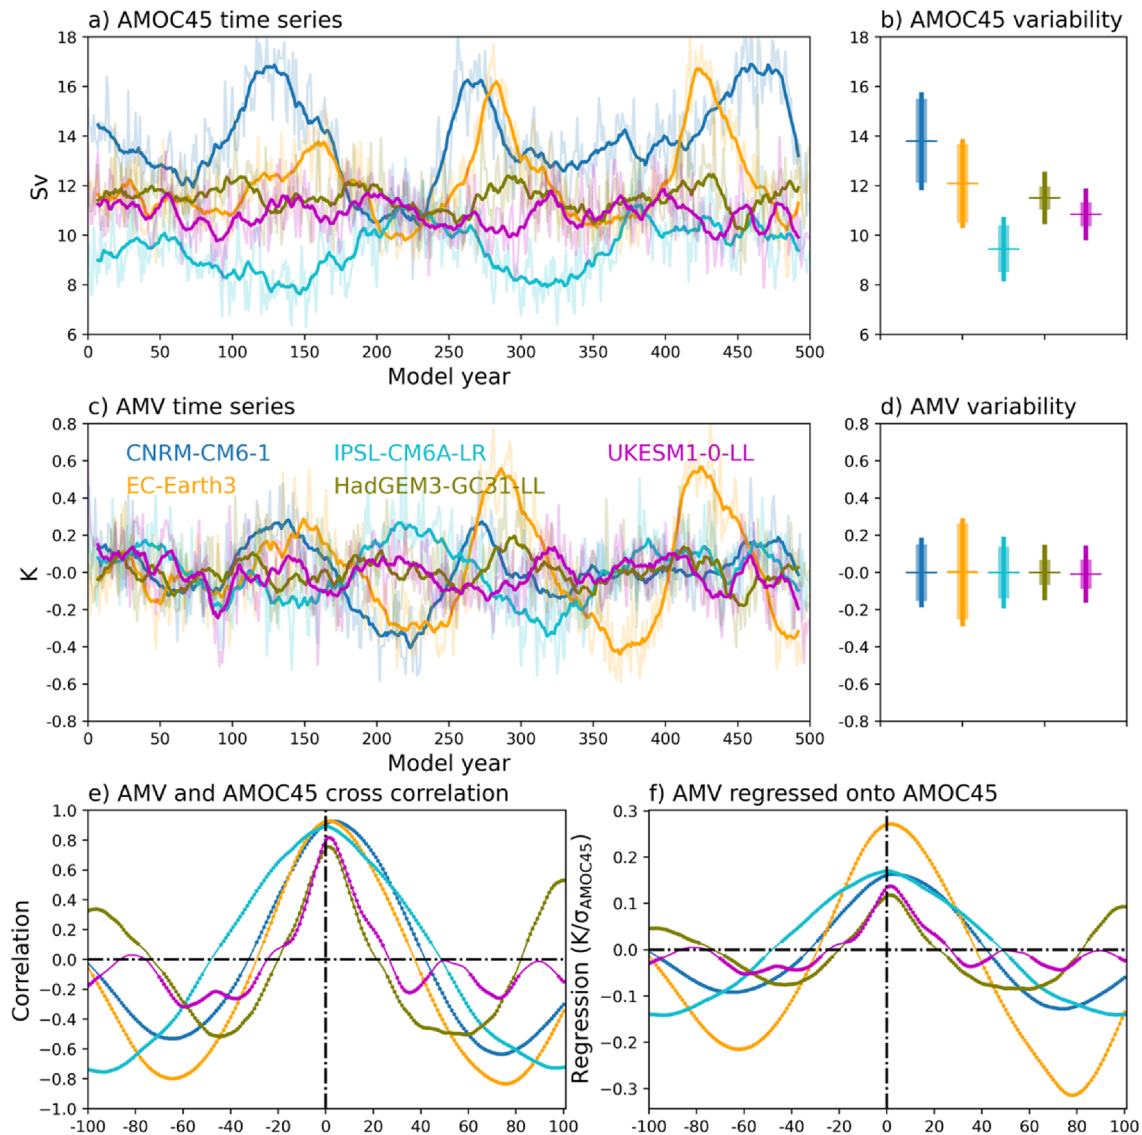 a) AMOC45 time series
b) AMOC45 variability
18
16
14
12
10
8
6
Sv
0 50 100 150 200 250 300 350 400 450 500
Model year
18
16
14
12
10
8
6
c) AMV time series
d) AMV variability
0.8
0.6
0.4
0.2
-0.0
-0.2
-0.4
-0.6
-0.8
K
CNRM-CM6-1 IPSL-CM6A-LR UKESM1-0-LL
EC-Earth3 HadGEM3-GC31-LL
0 50 100 150 200 250 300 350 400 450 500
Model year
0.8
0.6
0.4
0.2
-0.0
-0.2
-0.4
-0.6
-0.8
e) AMV and AMOC45 cross correlation
f) AMV regressed onto AMOC45
1.0
0.8
0.6
0.4
0.2
0.0
−0.2
−0.4
−0.6
−0.8
−1.0
Correlation
-100 -80 -60 -40 -20 0 20 40 60 80 100
0.3
0.2
0.1
0.0
−0.1
−0.2
−0.3
Regression (K/σAMOC45)
-100 -80 -60 -40 -20 0 20 40 60 80 100